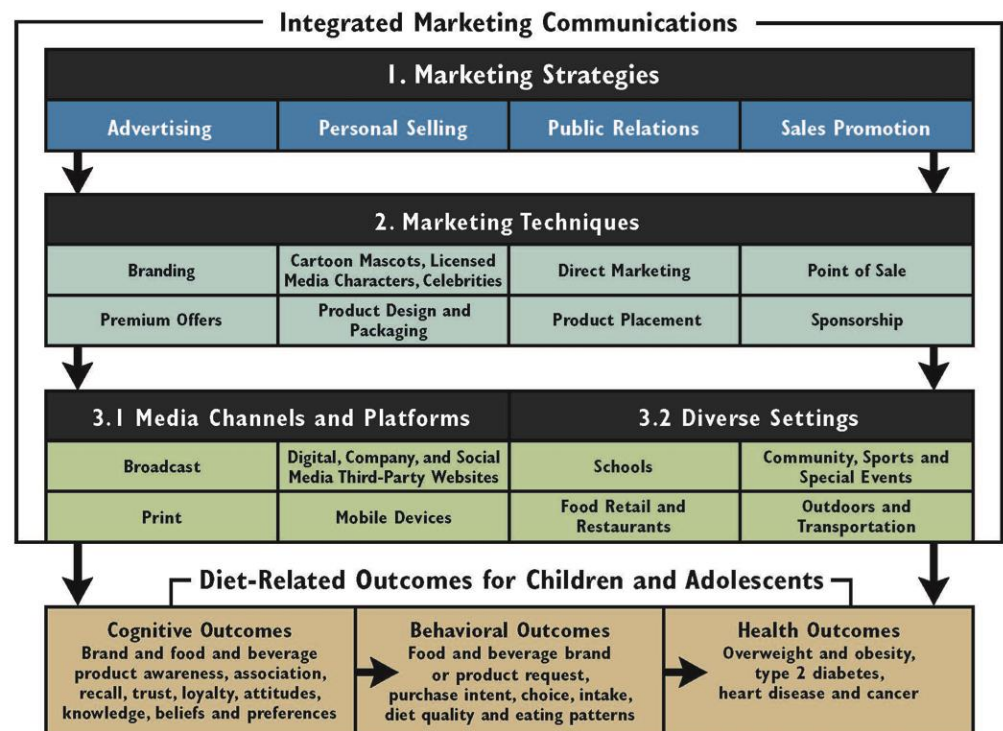 Integrated Marketing Communications
1. Marketing Strategies
Advertising
Personal Selling
Public Relations
Sales Promotion
2. Marketing Techniques
Branding
Cartoon Mascots, Licensed
Media Characters, Celebrities
Direct Marketing
Point of Sale
Premium Offers
Product Design and
Packaging
Product Placement
Sponsorship
3.1 Media Channels and Platforms
3.2 Diverse Settings
Broadcast
Digital, Company, and Social
Media Third-Party Websites
Schools
Community, Sports and
Special Events
Print
Mobile Devices
Food Retail and
Restaurants
Outdoors and
Transportation
Diet-Related Outcomes for Children and Adolescents
Cognitive Outcomes
Brand and food and beverage
product awareness, association,
recall, trust, loyalty, attitudes,
knowledge, beliefs and preferences
Behavioral Outcomes
Food and beverage brand
or product request,
purchase intent, choice, intake,
diet quality and eating patterns
Health Outcomes
Overweight and obesity,
type 2 diabetes,
heart disease and cancer